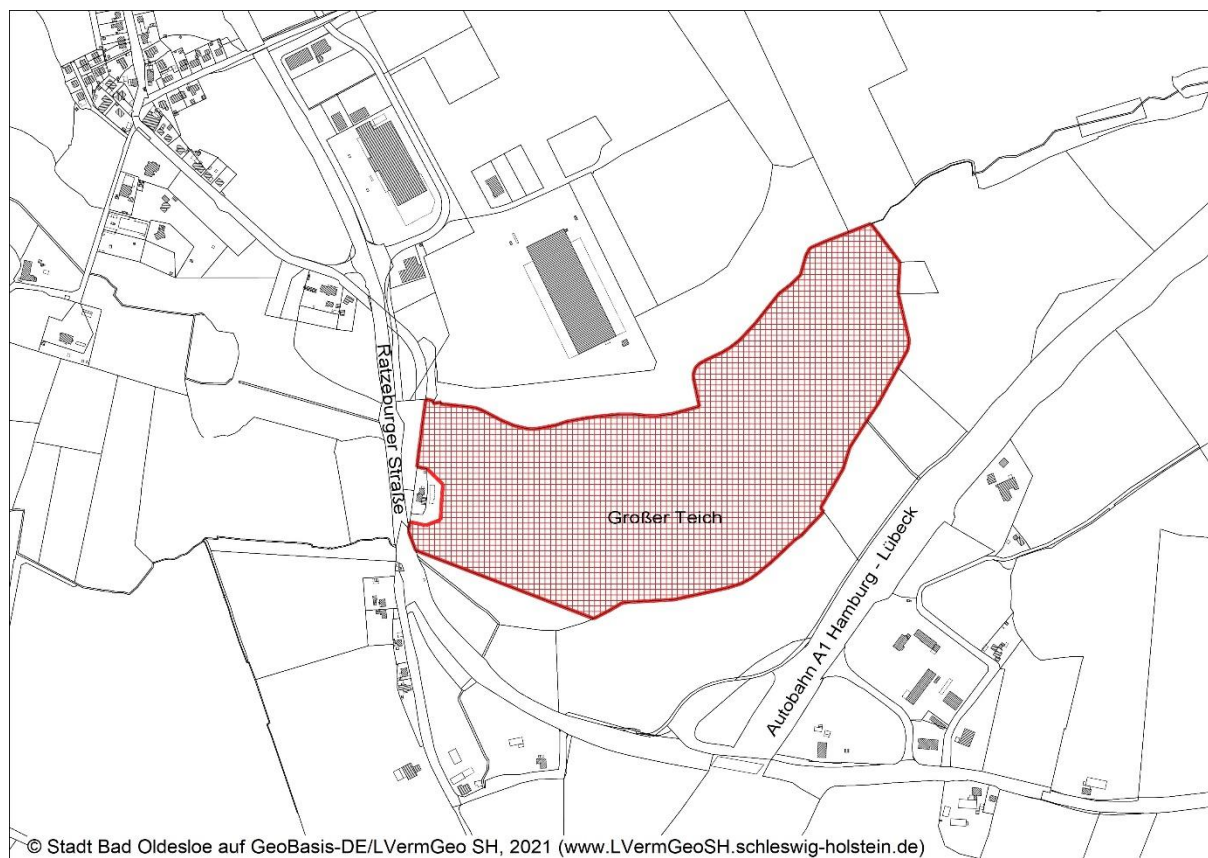 Ratzeburger Straße
Großer Teich
Autobahn A1 Hamburg - Lübeck
© Stadt Bad Oldesloe auf GeoBasis-DE/LVermGeo SH, 2021 (www.LVermGeoSH.schleswig-holstein.de)